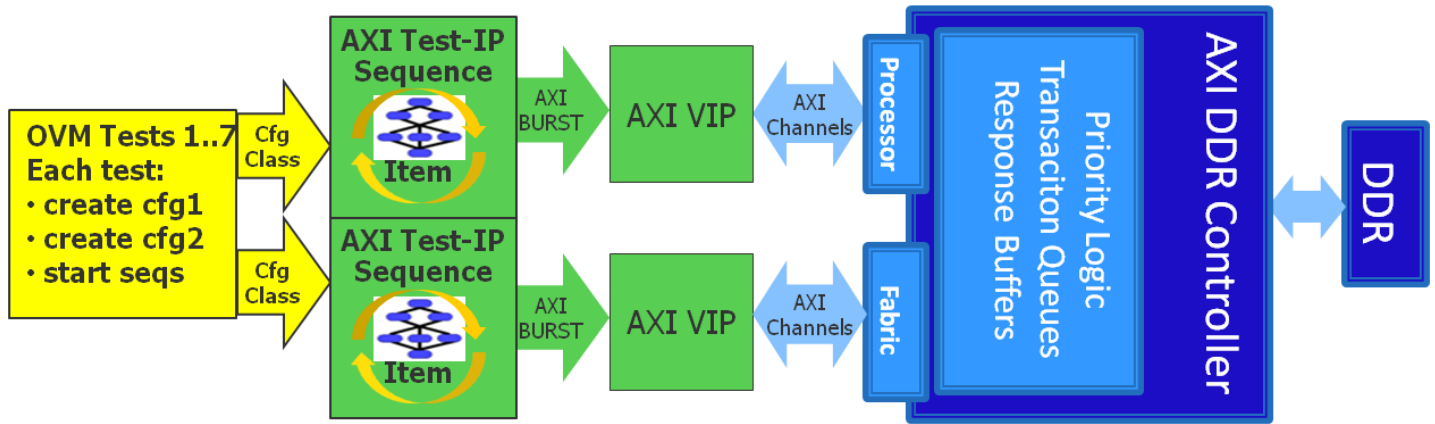 OVM Tests 1..7
Each test:
• create cfg1
• create cfg2
• start seqs
Cfg
Class
Cfg
Class
AXI Test-IP
Sequence
Item
AXI Test-IP
Sequence
Item
AXI
BURST
AXI
BURST
AXI VIP
AXI VIP
AXI
Channels
AXI
Channels
Processor
Fabric
Priority Logic
Transaciton Queues
Response Buffers
AXI DDR Controller
DDR